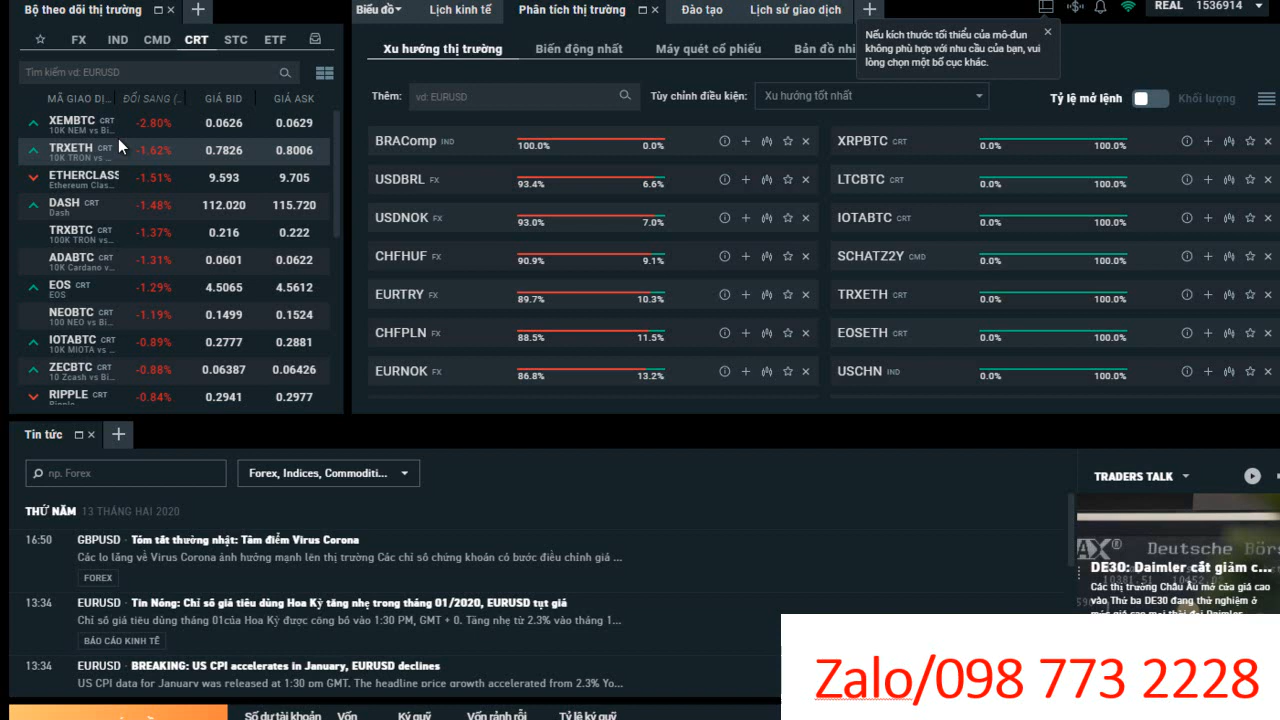 Bộ theo dõi thị trường
Biểu đồ
Lịch kinh tế
Phân tích thị trường
Đào tạo
Lịch sử giao dịch
REAL 1536914
FX IND CMD CRT STC ETF
Tìm kiếm vd: EURUSD
MÃ GIAO DỊ... ĐỔI SANG (... GIÁ BID GIÁ ASK
XEMBTC CRT -2.80% 0.0626 0.0629
10K NEM vs Bi...
TRXETH CRT -1.62% 0.7826 0.8006
10K TRON vs ...
ETHERCLASS -1.51% 9.593 9.705
Ethereum Clas...
DASH CRT -1.48% 112.020 115.720
Dash
TRXBTC CRT -1.37% 0.216 0.222
100K TRON vs...
ADABTC CRT -1.31% 0.0601 0.0622
10K Cardano v...
EOS CRT -1.29% 4.5065 4.5612
EOS
NEOBTC CRT -1.19% 0.1499 0.1524
100 NEO vs Bi...
IOTABTC CRT -0.89% 0.2777 0.2881
10K MIOTA vs ...
ZECBTC CRT -0.88% 0.06387 0.06426
10 Zcash vs Bi...
RIPPLE CRT -0.84% 0.2941 0.2977
Xu hướng thị trường
Biến động nhất
Máy quét cổ phiếu
Bản đồ nhi
Nếu kích thước tối thiểu của mô-đun
không phù hợp với nhu cầu của bạn, vui
lòng chọn một bố cục khác.
Thêm: vd: EURUSD
Tùy chỉnh điều kiện: Xu hướng tốt nhất
Tỷ lệ mở lệnh Khối lượng
BRAComp IND 100.0% 0.0%
XRPBTC CRT 0.0% 100.0%
USDBRL FX 93.4% 6.6%
LTCBTC CRT 0.0% 100.0%
USDNOK FX 93.0% 7.0%
IOTABTC CRT 0.0% 100.0%
CHFHUF FX 90.9% 9.1%
SCHATZ2Y CMD 0.0% 100.0%
EURTRY FX 89.7% 10.3%
TRXETH CRT 0.0% 100.0%
CHFPLN FX 88.5% 11.5%
EOSETH CRT 0.0% 100.0%
EURNOK FX 86.8% 13.2%
USCHN IND 0.0% 100.0%
Tin tức
np. Forex
Forex, Indices, Commoditi...
THỨ NĂM 13 THÁNG HAI 2020
16:50 GBPUSD · Tóm tắt thường nhật: Tâm điểm Virus Corona
Các lo lắng về Virus Corona ảnh hưởng mạnh lên thị trường Các chỉ số chứng khoán có bước điều chỉnh giá ...
FOREX
13:34 EURUSD · Tin Nóng: Chỉ số giá tiêu dùng Hoa Kỳ tăng nhẹ trong tháng 01/2020, EURUSD tụt giá
Chỉ số giá tiêu dùng tháng 01của Hoa Kỳ được công bố vào 1:30 PM, GMT + 0. Tăng nhẹ từ 2.3% vào tháng 1...
BÁO CÁO KINH TẾ
13:34 EURUSD · BREAKING: US CPI accelerates in January, EURUSD declines
US CPI data for January was released at 1:30 pm GMT. The headline price growth accelerated from 2.3% Yo...
TRADERS TALK
AX® Deutsche Börs
DE30: Daimler cắt giảm c...
Các thị trường Châu Âu mở cửa giá cao
vào Thứ ba DE30 đang thử nghiệm ở
Zalo/098 773 2228
Số dư tài khoản Vốn Ký quỹ Vốn rảnh rỗi Tỷ lệ ký quỹ